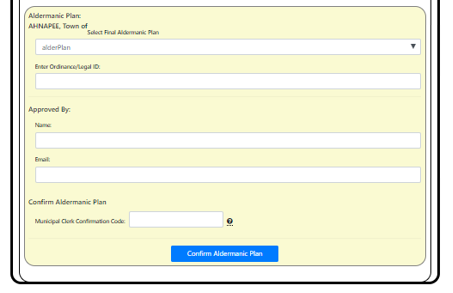 Aldermanic Plan:
AHNAPEE, Town of
Select Final Aldermanic Plan
alderPlan
Enter Ordinance/Legal ID:
Approved By:
Name:
Email:
Confirm Aldermanic Plan
Municipal Clerk Confirmation Code:
Confirm Aldermanic Plan